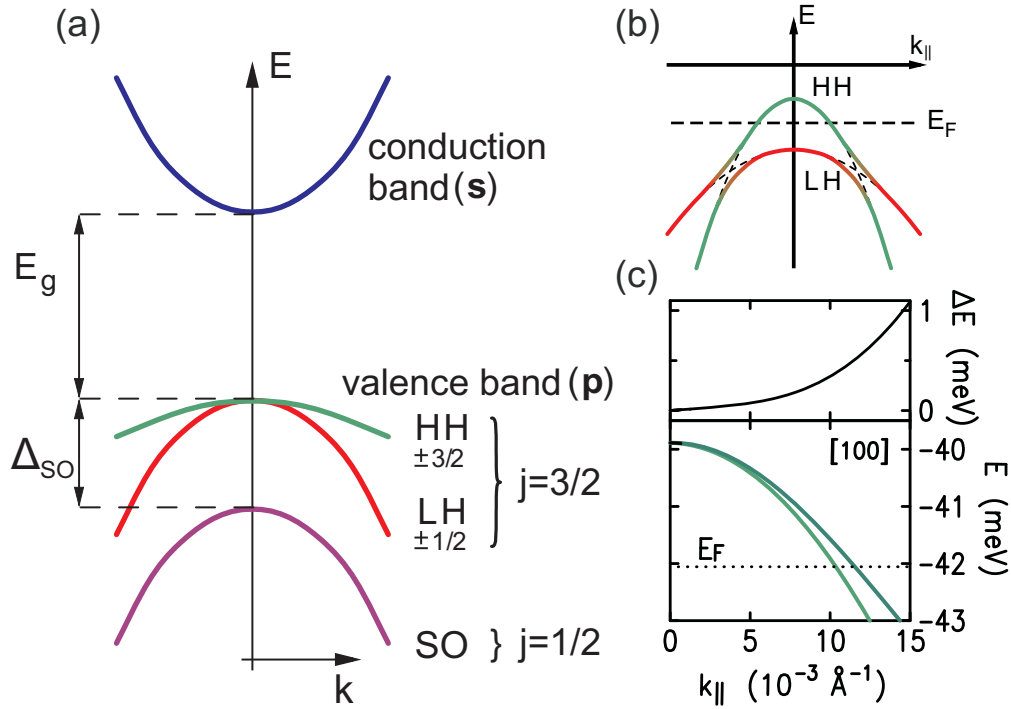 (a)
E
conduction
band (s)
E_g
valence band (p)
HH
±3/2
LH
±1/2
} j=3/2
Δ_SO
SO } j=1/2
k
(b)
E
k_||
HH
E_F
LH
(c)
1
0
ΔE (meV)
[100]
E_F
-40
-41
-42
-43
E (meV)
0 5 10 15
k_|| (10⁻³ Å⁻¹)